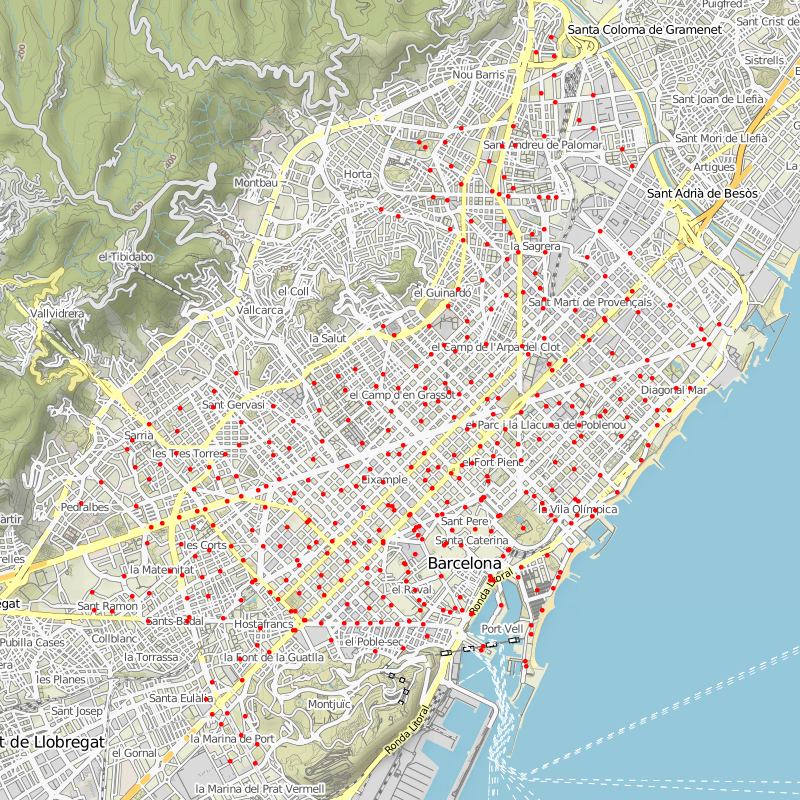 Puigfred
Santa Coloma de Gramenet
Sant Crist de
Sistrells
Nou Barris
Sant Joan de Llefià
Sant Mori de Llefià
Sant Andreu de Palomar
Artigues
La
Horta
Montbau
Sant Adrià de Besòs
la Sagrera
el Tibidabo
el Coll
el Guinardó
Sant Martí de Provençals
Vallvidrera
Vallcarca
la Salut
el Camp de l'Arpa del Clot
Diagonal Mar
el Camp d'en Grassot
Sant Gervasi
el Parc i la Llacuna del Poblenou
Sarrià
les Tres Torres
el Fort Pienc
Eixample
Pedralbes
la Vila Olímpica
Sant Pere
les Corts
Santa Caterina
Barcelona
la Maternitat
Ronda Litoral
el Raval
Sant Ramon
Sants Badal
Hostafrancs
Port Vell
Collblanc
Pubilla Cases
el Poble-sec
la Torrassa
la Font de la Guatlla
les Planes
Santa Eulàlia
Montjuïc
Sant Josep
Ronda Litoral
la Marina de Port
t de Llobregat
el Gornal
la Marina del Prat Vermell
200
400
400